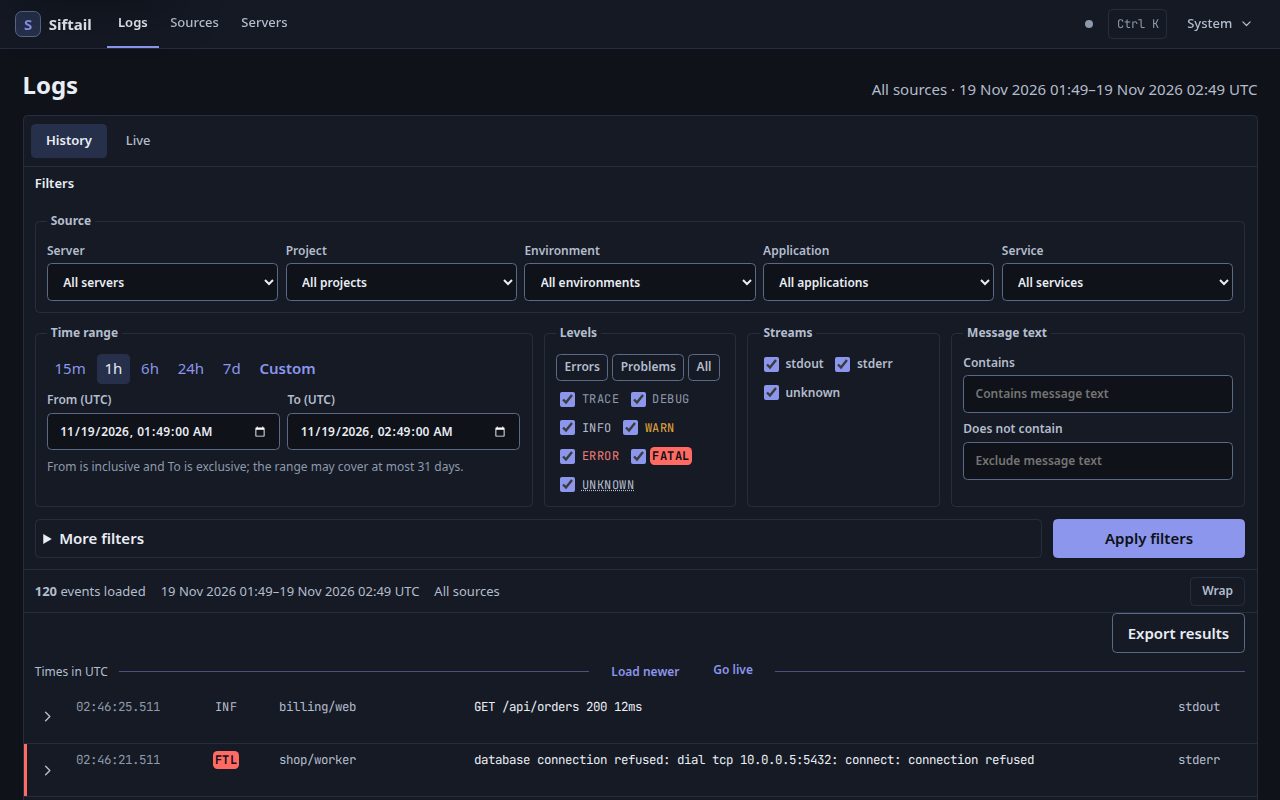 S Siftail Logs Sources Servers Ctrl K System
Logs All sources · 19 Nov 2026 01:49–19 Nov 2026 02:49 UTC
History Live
Filters
Source
Server Project Environment Application Service
All servers All projects All environments All applications All services
Time range Levels Streams Message text
15m 1h 6h 24h 7d Custom Errors Problems All stdout stderr Contains
From (UTC) To (UTC) TRACE DEBUG unknown Contains message text
11/19/2026, 01:49:00 AM 11/19/2026, 02:49:00 AM INFO WARN Does not contain
From is inclusive and To is exclusive; the range may cover at most 31 days. ERROR FATAL Exclude message text
UNKNOWN
More filters Apply filters
120 events loaded 19 Nov 2026 01:49–19 Nov 2026 02:49 UTC All sources Wrap
Export results
Times in UTC Load newer Go live
02:46:25.511 INF billing/web GET /api/orders 200 12ms stdout
02:46:21.511 FTL shop/worker database connection refused: dial tcp 10.0.0.5:5432: connect: connection refused stderr